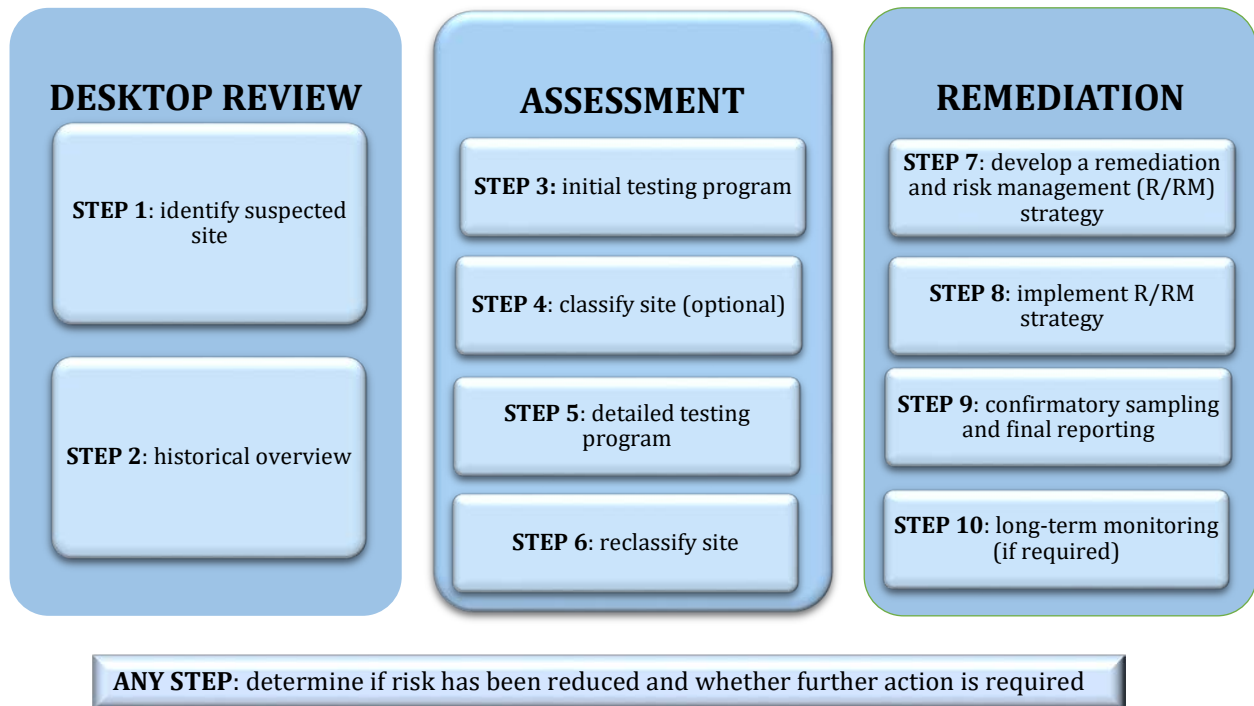 DESKTOP REVIEW
STEP 1: identify suspected
site
STEP 2: historical overview
ASSESSMENT
STEP 3: initial testing program
STEP 4: classify site (optional)
STEP 5: detailed testing
program
STEP 6: reclassify site
REMEDIATION
STEP 7: develop a remediation
and risk management (R/RM)
strategy
STEP 8: implement R/RM
strategy
STEP 9: confirmatory sampling
and final reporting
STEP 10: long-term monitoring
(if required)
ANY STEP: determine if risk has been reduced and whether further action is required